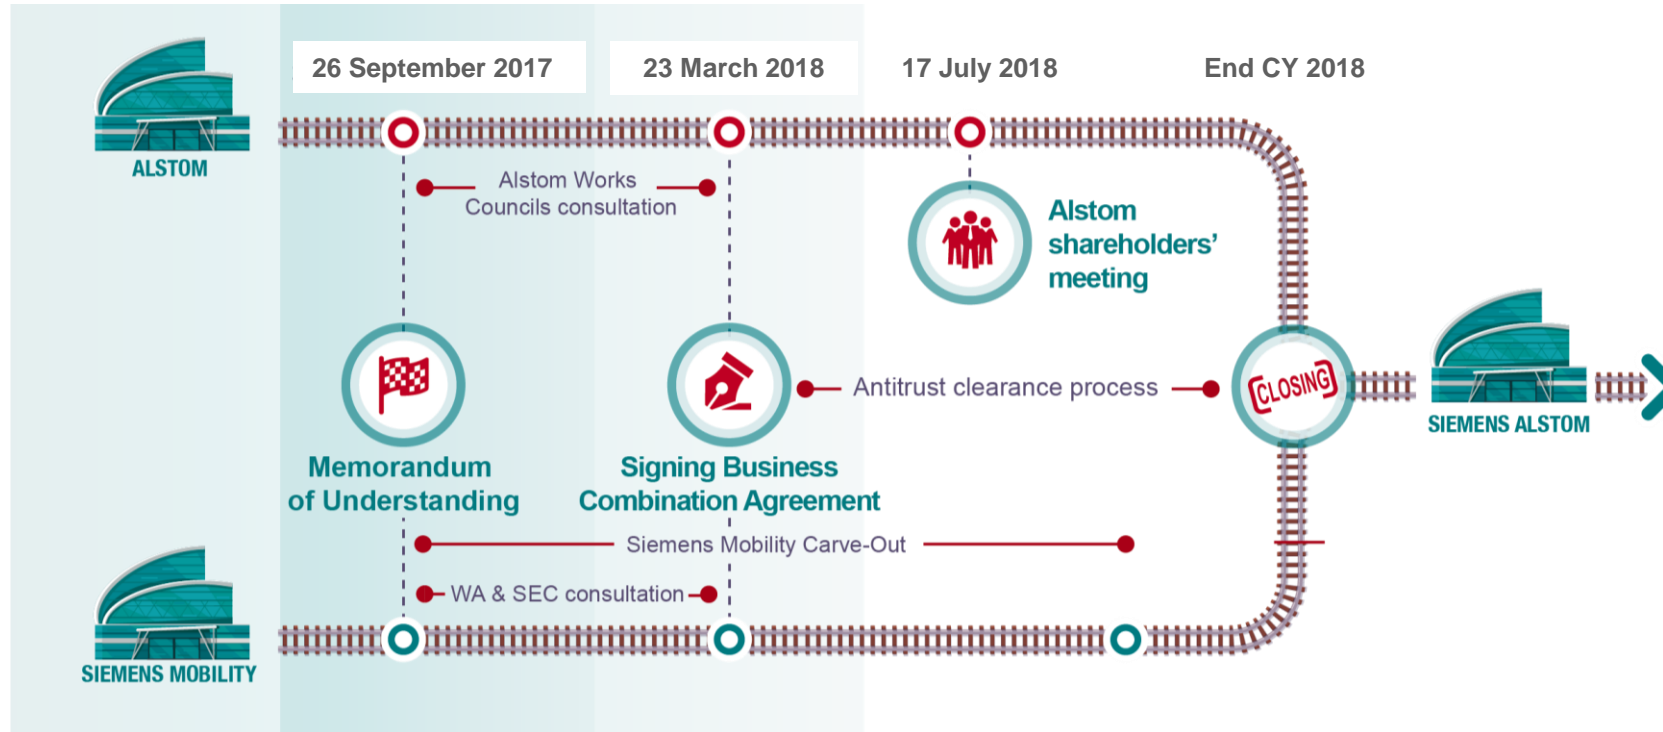 26 September 2017
23 March 2018
17 July 2018
End CY 2018
ALSTOM
Alstom Works
Councils consultation
Alstom
shareholders’
meeting
Antitrust clearance process
CLOSING
SIEMENS ALSTOM
Memorandum
of Understanding
Signing Business
Combination Agreement
Siemens Mobility Carve-Out
WA & SEC consultation
SIEMENS MOBILITY